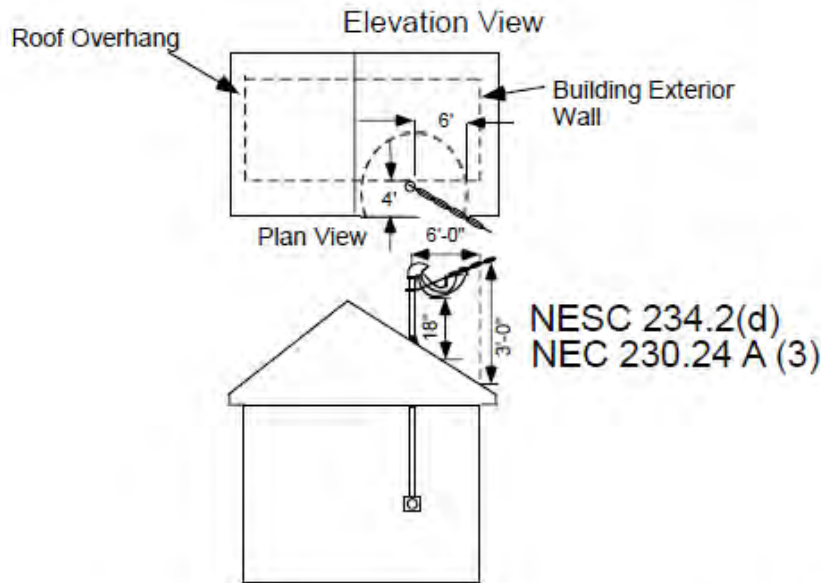 Elevation View
Roof Overhang
Building Exterior
Wall
6'
4'
Plan View
6'-0"
18"
3'-0"
NESC 234.2(d)
NEC 230.24 A (3)